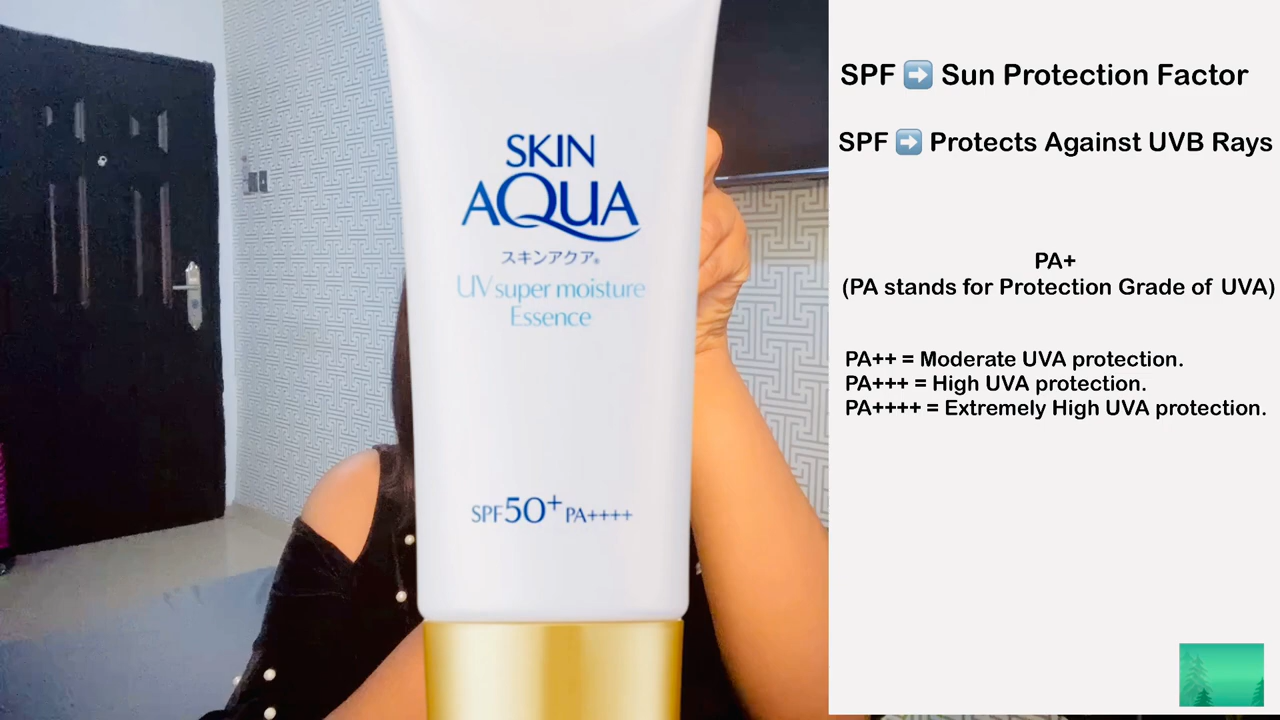 SKIN
AQUA
スキンアクア®
UV super moisture
Essence
SPF50+ PA++++
SPF ➡️ Sun Protection Factor
SPF ➡️ Protects Against UVB Rays
PA+
(PA stands for Protection Grade of UVA)
PA++ = Moderate UVA protection.
PA+++ = High UVA protection.
PA++++ = Extremely High UVA protection.